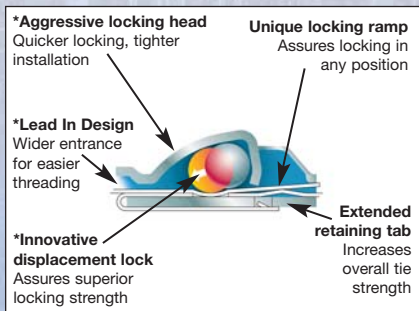 *Aggressive locking head
Quicker locking, tighter
installation
Unique locking ramp
Assures locking in
any position
*Lead In Design
Wider entrance
for easier
threading
*Innovative
displacement lock
Assures superior
locking strength
Extended
retaining tab
Increases
overall tie
strength